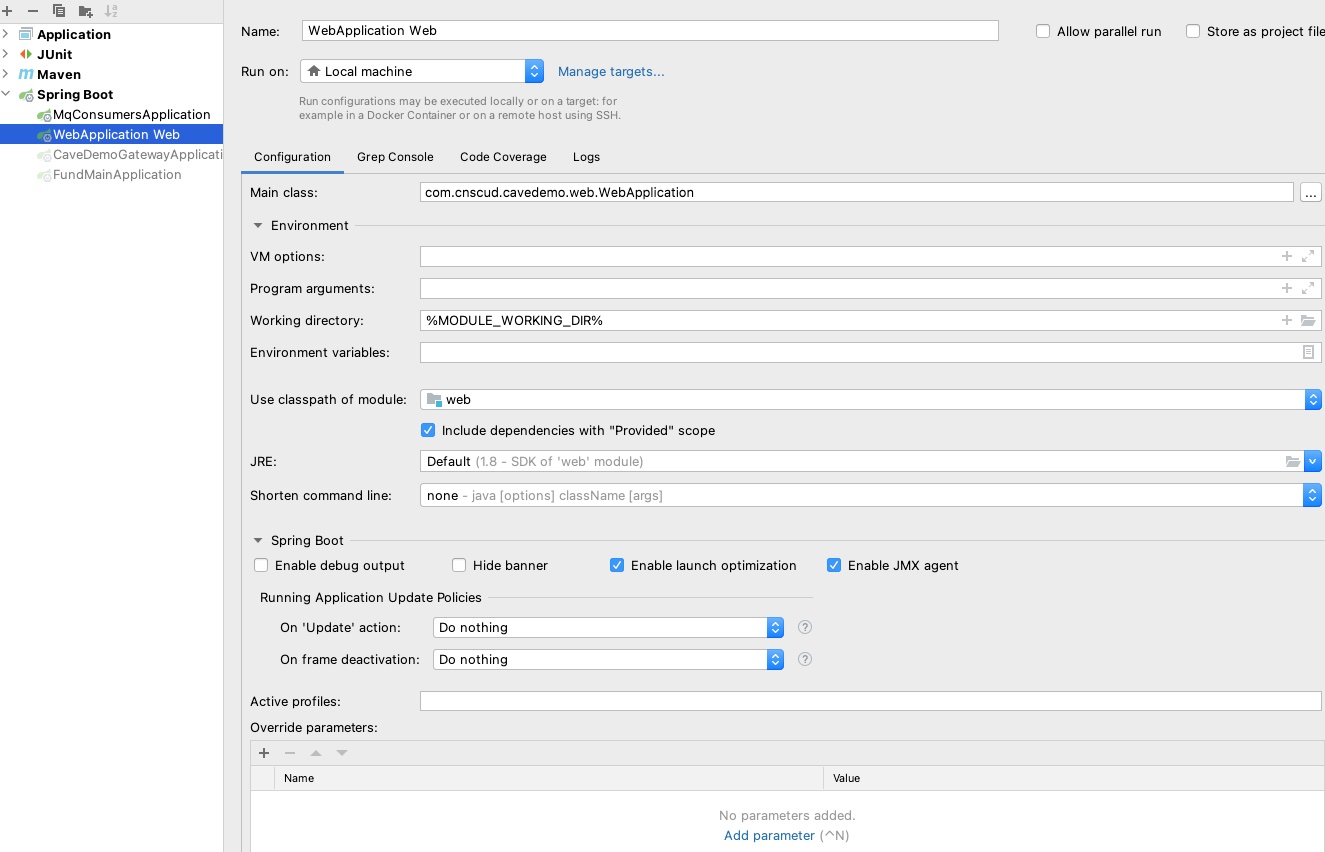 Application
JUnit
Maven
Spring Boot
MqConsumersApplication
WebApplication Web
CaveDemoGatewayApplicati
FundMainApplication
Name: WebApplication Web Allow parallel run Store as project file
Run on: Local machine Manage targets...
Run configurations may be executed locally or on a target: for
example in a Docker Container or on a remote host using SSH.
Configuration Grep Console Code Coverage Logs
Main class: com.cnscud.cavedemo.web.WebApplication ...
Environment
VM options:
Program arguments:
Working directory: %MODULE_WORKING_DIR%
Environment variables:
Use classpath of module: web
Include dependencies with "Provided" scope
JRE: Default (1.8 - SDK of 'web' module)
Shorten command line: none - java [options] className [args]
Spring Boot
Enable debug output Hide banner Enable launch optimization Enable JMX agent
Running Application Update Policies
On 'Update' action: Do nothing ?
On frame deactivation: Do nothing ?
Active profiles:
Override parameters:
Name Value
No parameters added.
Add parameter (^N)